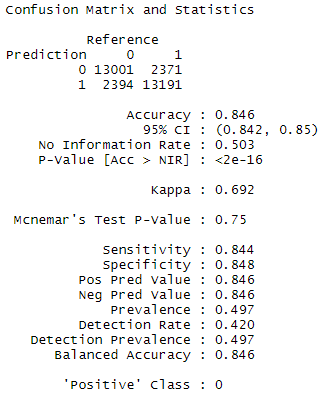 Confusion Matrix and Statistics
Reference
Prediction 0 1
0 13001 2371
1 2394 13191
Accuracy : 0.846
95% CI : (0.842, 0.85)
No Information Rate : 0.503
P-Value [Acc > NIR] : <2e-16
Kappa : 0.692
Mcnemar's Test P-Value : 0.75
Sensitivity : 0.844
Specificity : 0.848
Pos Pred Value : 0.846
Neg Pred Value : 0.846
Prevalence : 0.497
Detection Rate : 0.420
Detection Prevalence : 0.497
Balanced Accuracy : 0.846
'Positive' Class : 0